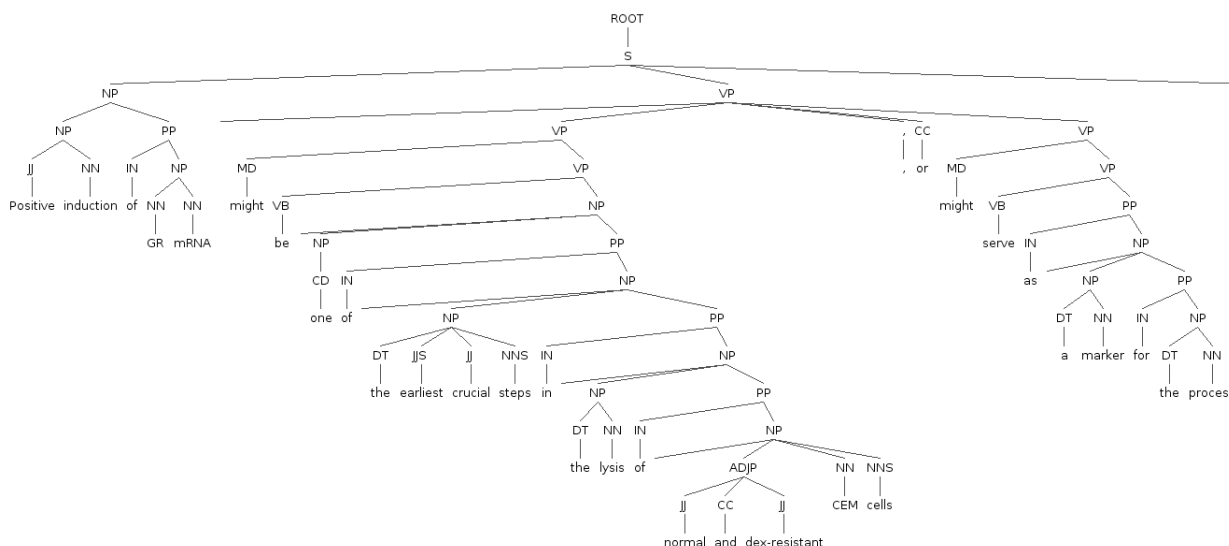 ROOT
S
NP VP
NP PP VP , CC VP
JJ NN IN NP MD VP , or MD VP
Positive induction of NN NN might VB NP might VB PP
GR mRNA be NP PP serve IN NP
CD IN NP as NP PP
one of NP PP DT NN IN NP
DT JJS JJ NNS IN NP a marker for DT NN
the earliest crucial steps in NP PP the proces
DT NN IN NP
the lysis of ADJP NN NNS
JJ CC JJ CEM cells
normal and dex-resistant